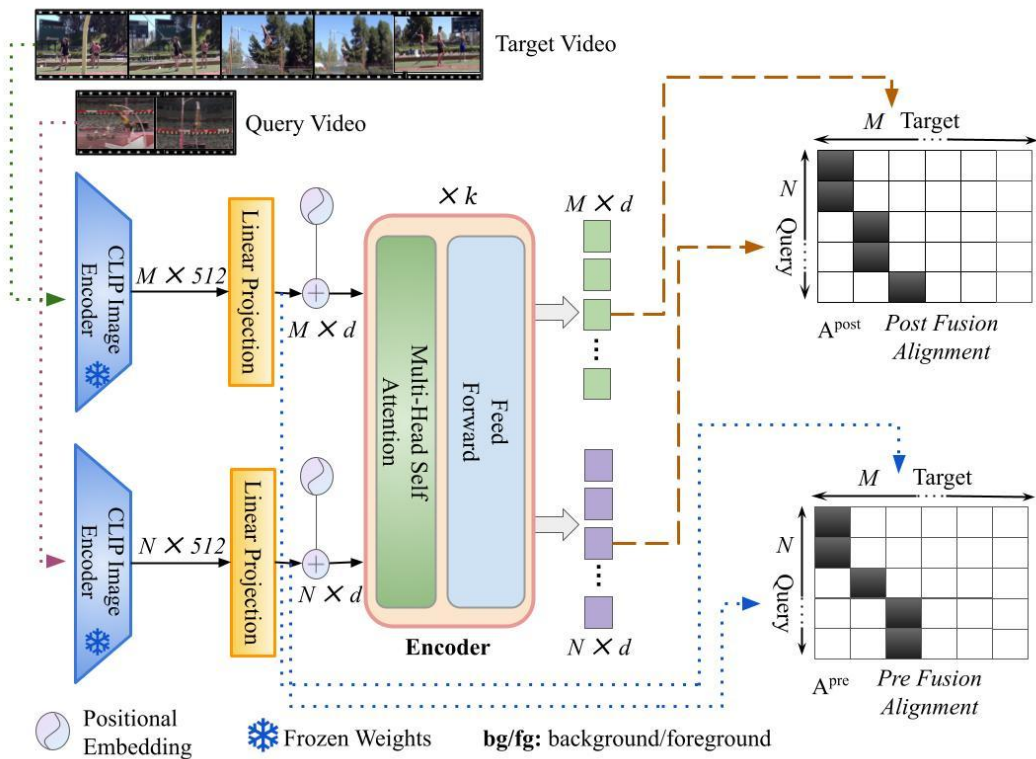 Target Video
Query Video
CLIP Image
Encoder
M × 512
Linear Projection
M × d
× k
Multi-Head Self
Attention
Feed
Forward
Encoder
M × d
N × d
M Target
N
Query
A^post Post Fusion
Alignment
CLIP Image
Encoder
N × 512
Linear Projection
N × d
M Target
N
Query
A^pre Pre Fusion
Alignment
Positional
Embedding
Frozen Weights
bg/fg: background/foreground